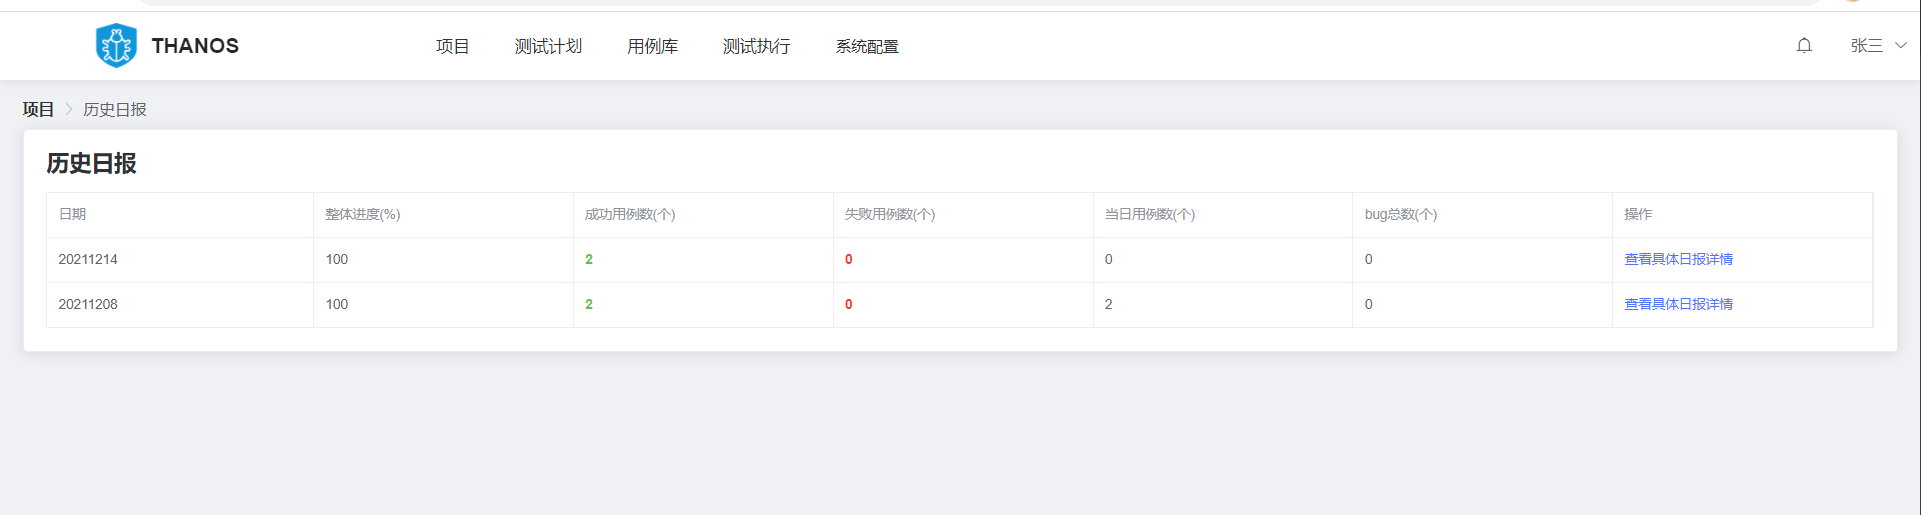 THANOS 项目 测试计划 用例库 测试执行 系统配置 张三
项目 历史日报
历史日报
日期 整体进度(%) 成功用例数(个) 失败用例数(个) 当日用例数(个) bug总数(个) 操作
20211214 100 2 0 0 0 查看具体日报详情
20211208 100 2 0 2 0 查看具体日报详情